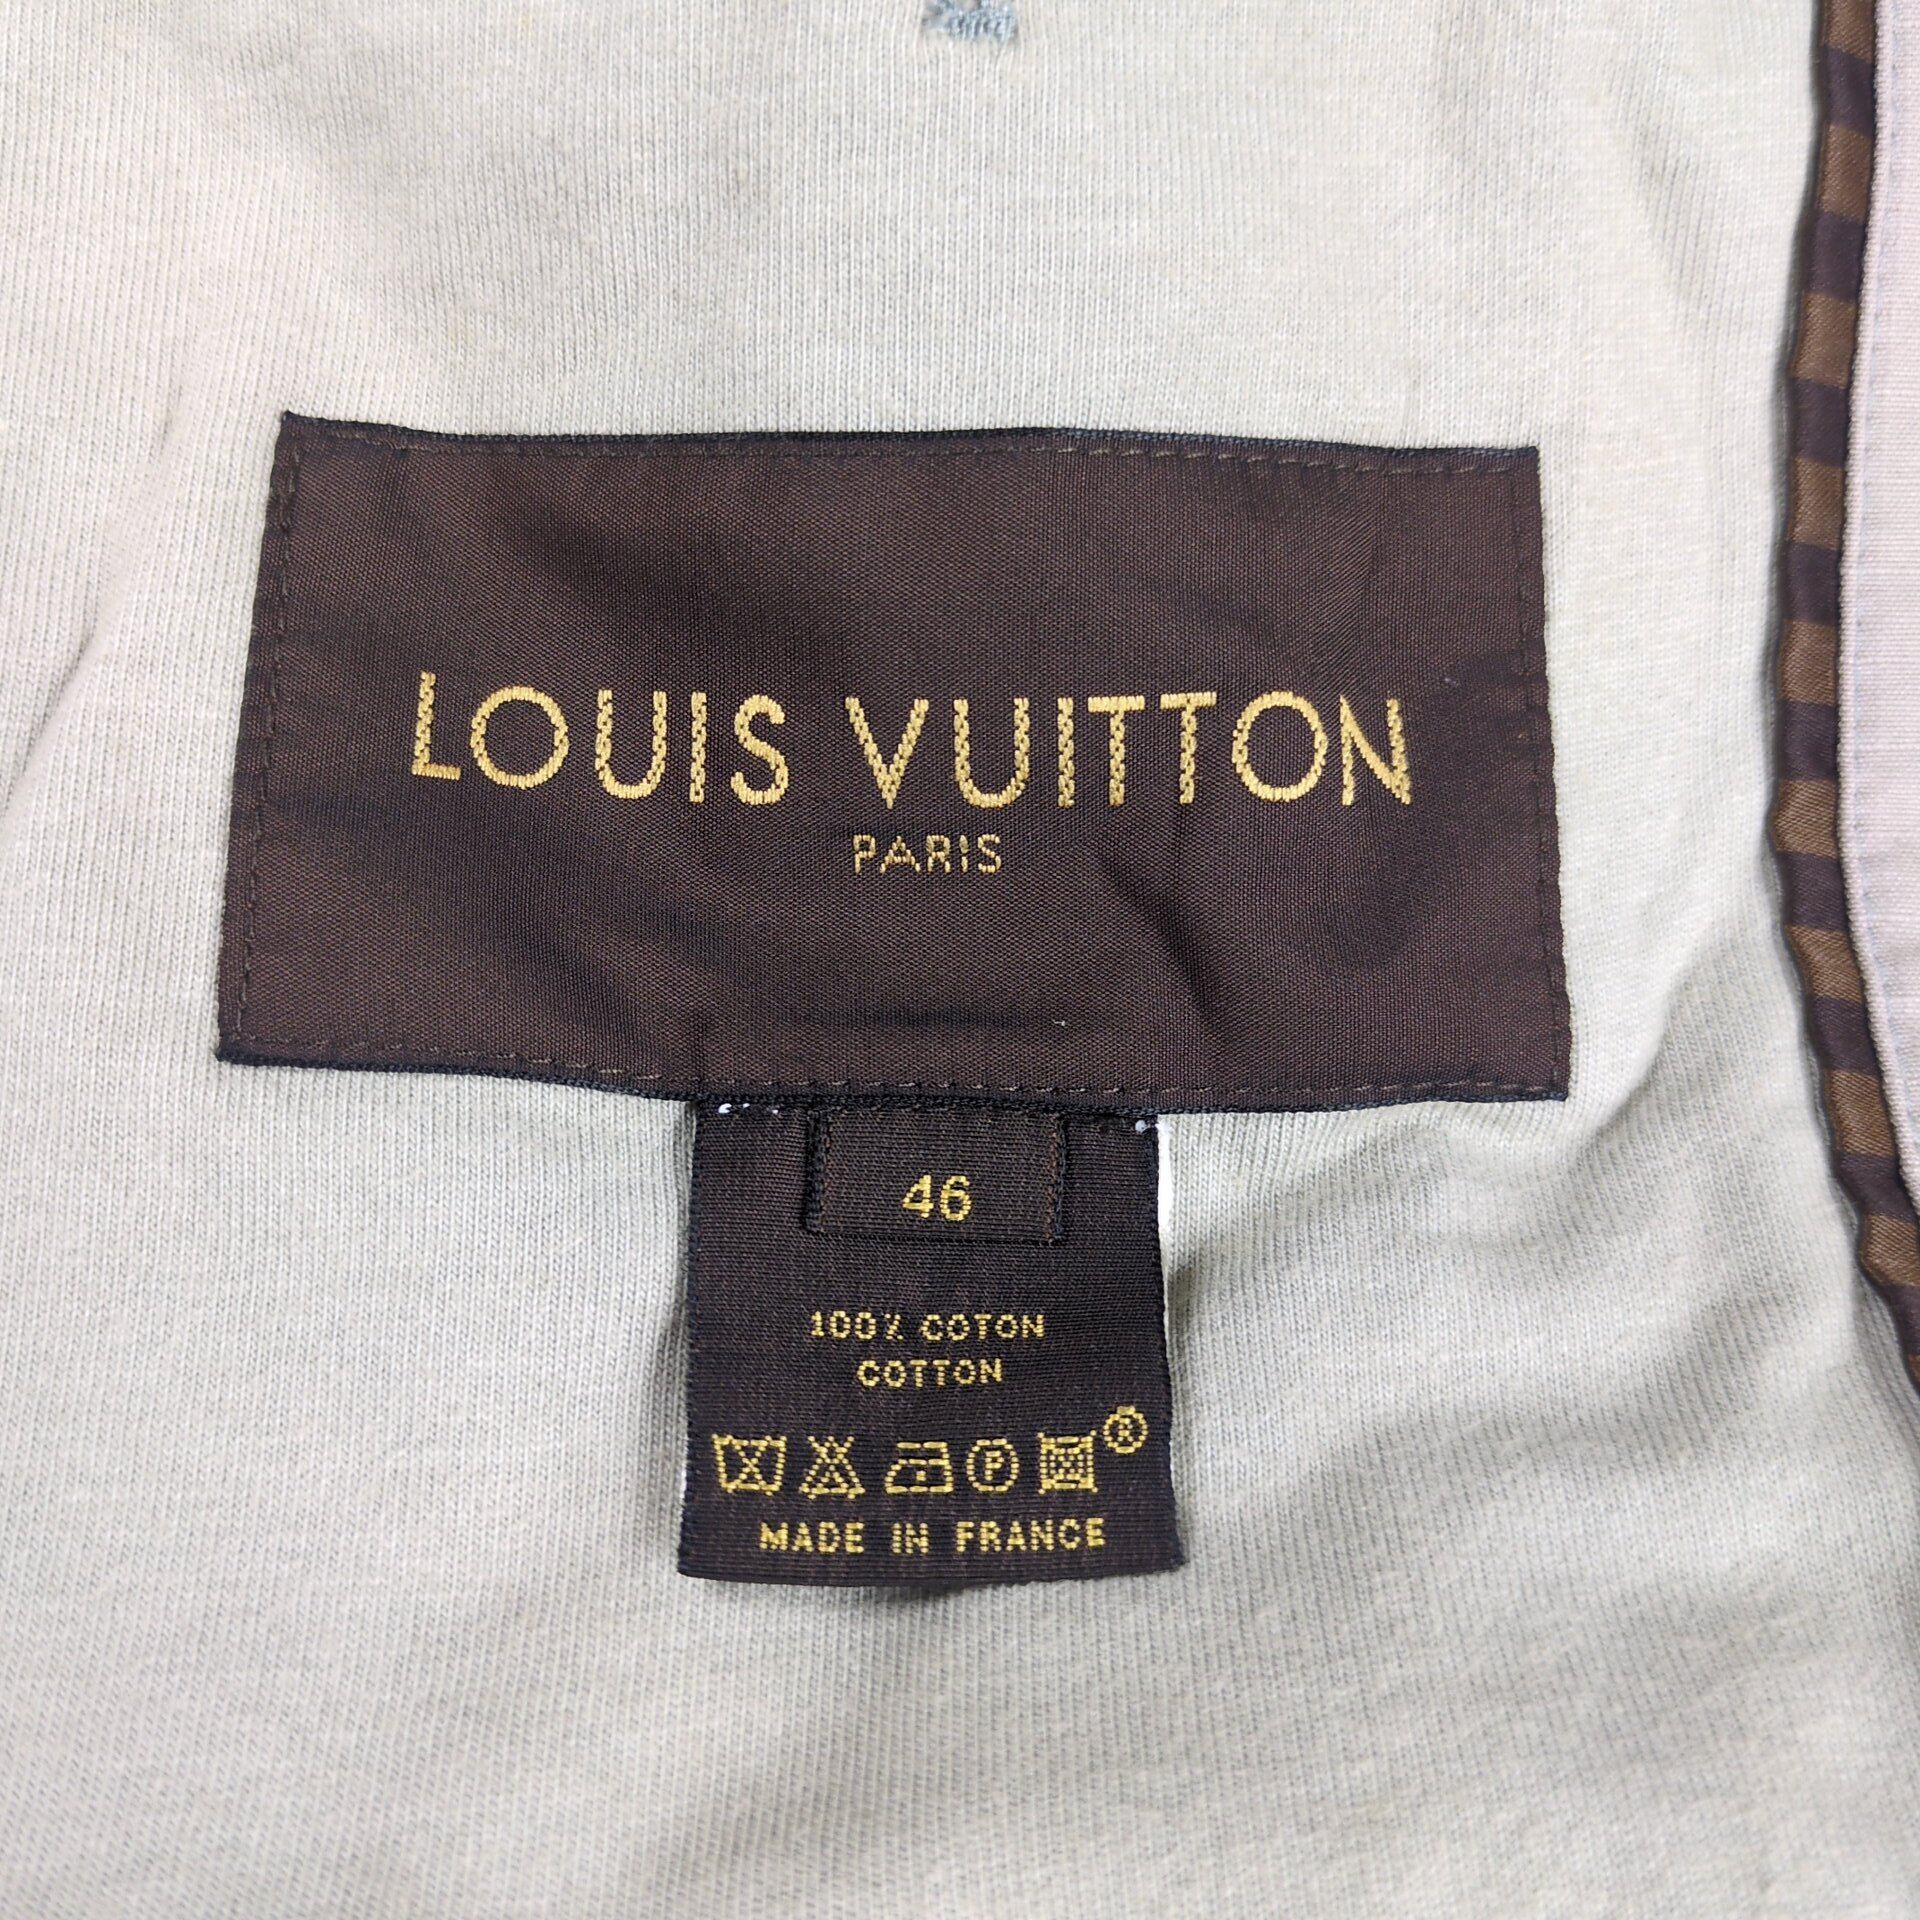 LOUIS VUITTON
PARIS
46
100% COTON
COTTON
P ®
MADE IN FRANCE